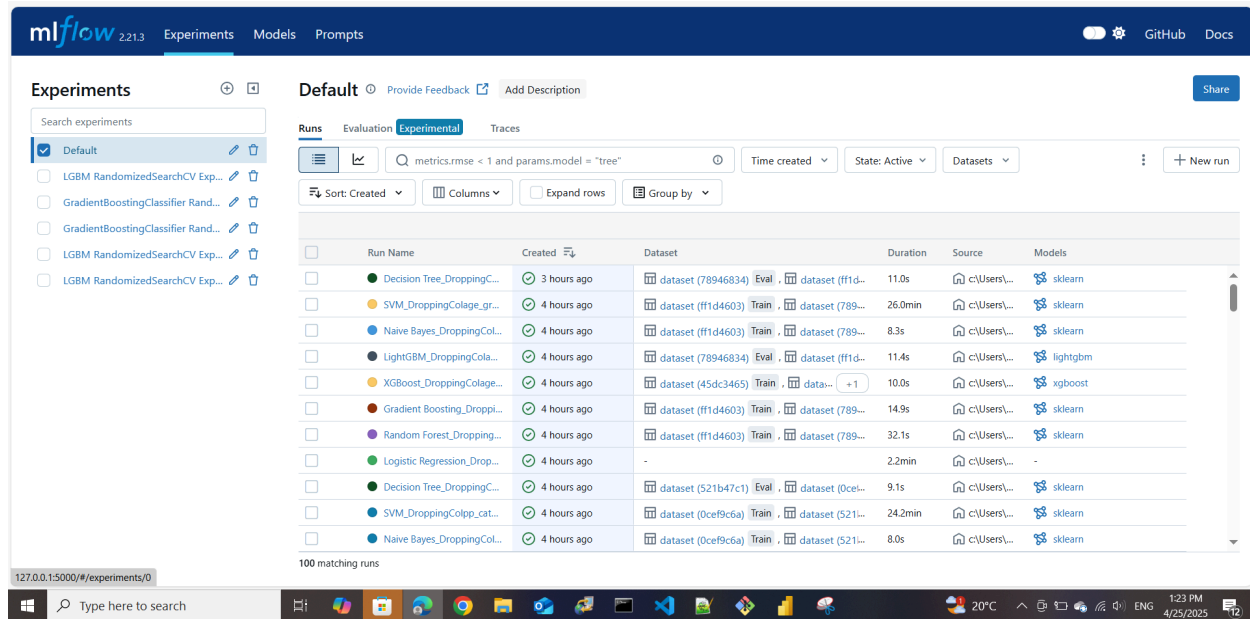 mlflow 2.21.3 Experiments Models Prompts GitHub Docs
Experiments
Search experiments
Default
LGBM RandomizedSearchCV Exp...
GradientBoostingClassifier Rand...
GradientBoostingClassifier Rand...
LGBM RandomizedSearchCV Exp...
LGBM RandomizedSearchCV Exp...
Default Provide Feedback Add Description Share
Runs Evaluation Experimental Traces
metrics.rmse < 1 and params.model = "tree" Time created State: Active Datasets New run
Sort: Created Columns Expand rows Group by
Run Name Created Dataset Duration Source Models
Decision Tree_DroppingC... 3 hours ago dataset (78946834) Eval , dataset (ff1d... 11.0s c:\Users\... sklearn
SVM_DroppingColage_gr... 4 hours ago dataset (ff1d4603) Train , dataset (789... 26.0min c:\Users\... sklearn
Naive Bayes_DroppingCol... 4 hours ago dataset (ff1d4603) Train , dataset (789... 8.3s c:\Users\... sklearn
LightGBM_DroppingCola... 4 hours ago dataset (78946834) Eval , dataset (ff1d... 11.4s c:\Users\... lightgbm
XGBoost_DroppingColage... 4 hours ago dataset (45dc3465) Train , data... +1 10.0s c:\Users\... xgboost
Gradient Boosting_Droppi... 4 hours ago dataset (ff1d4603) Train , dataset (789... 14.9s c:\Users\... sklearn
Random Forest_Dropping... 4 hours ago dataset (ff1d4603) Train , dataset (789... 32.1s c:\Users\... sklearn
Logistic Regression_Drop... 4 hours ago - 2.2min c:\Users\... -
Decision Tree_DroppingC... 4 hours ago dataset (521b47c1) Eval , dataset (0cef... 9.1s c:\Users\... sklearn
SVM_DroppingColpp_cat... 4 hours ago dataset (0cef9c6a) Train , dataset (521... 24.2min c:\Users\... sklearn
Naive Bayes_DroppingCol... 4 hours ago dataset (0cef9c6a) Train , dataset (521... 8.0s c:\Users\... sklearn
100 matching runs
127.0.0.1:5000/#/experiments/0
Type here to search 20°C ENG 1:23 PM
4/25/2025 12